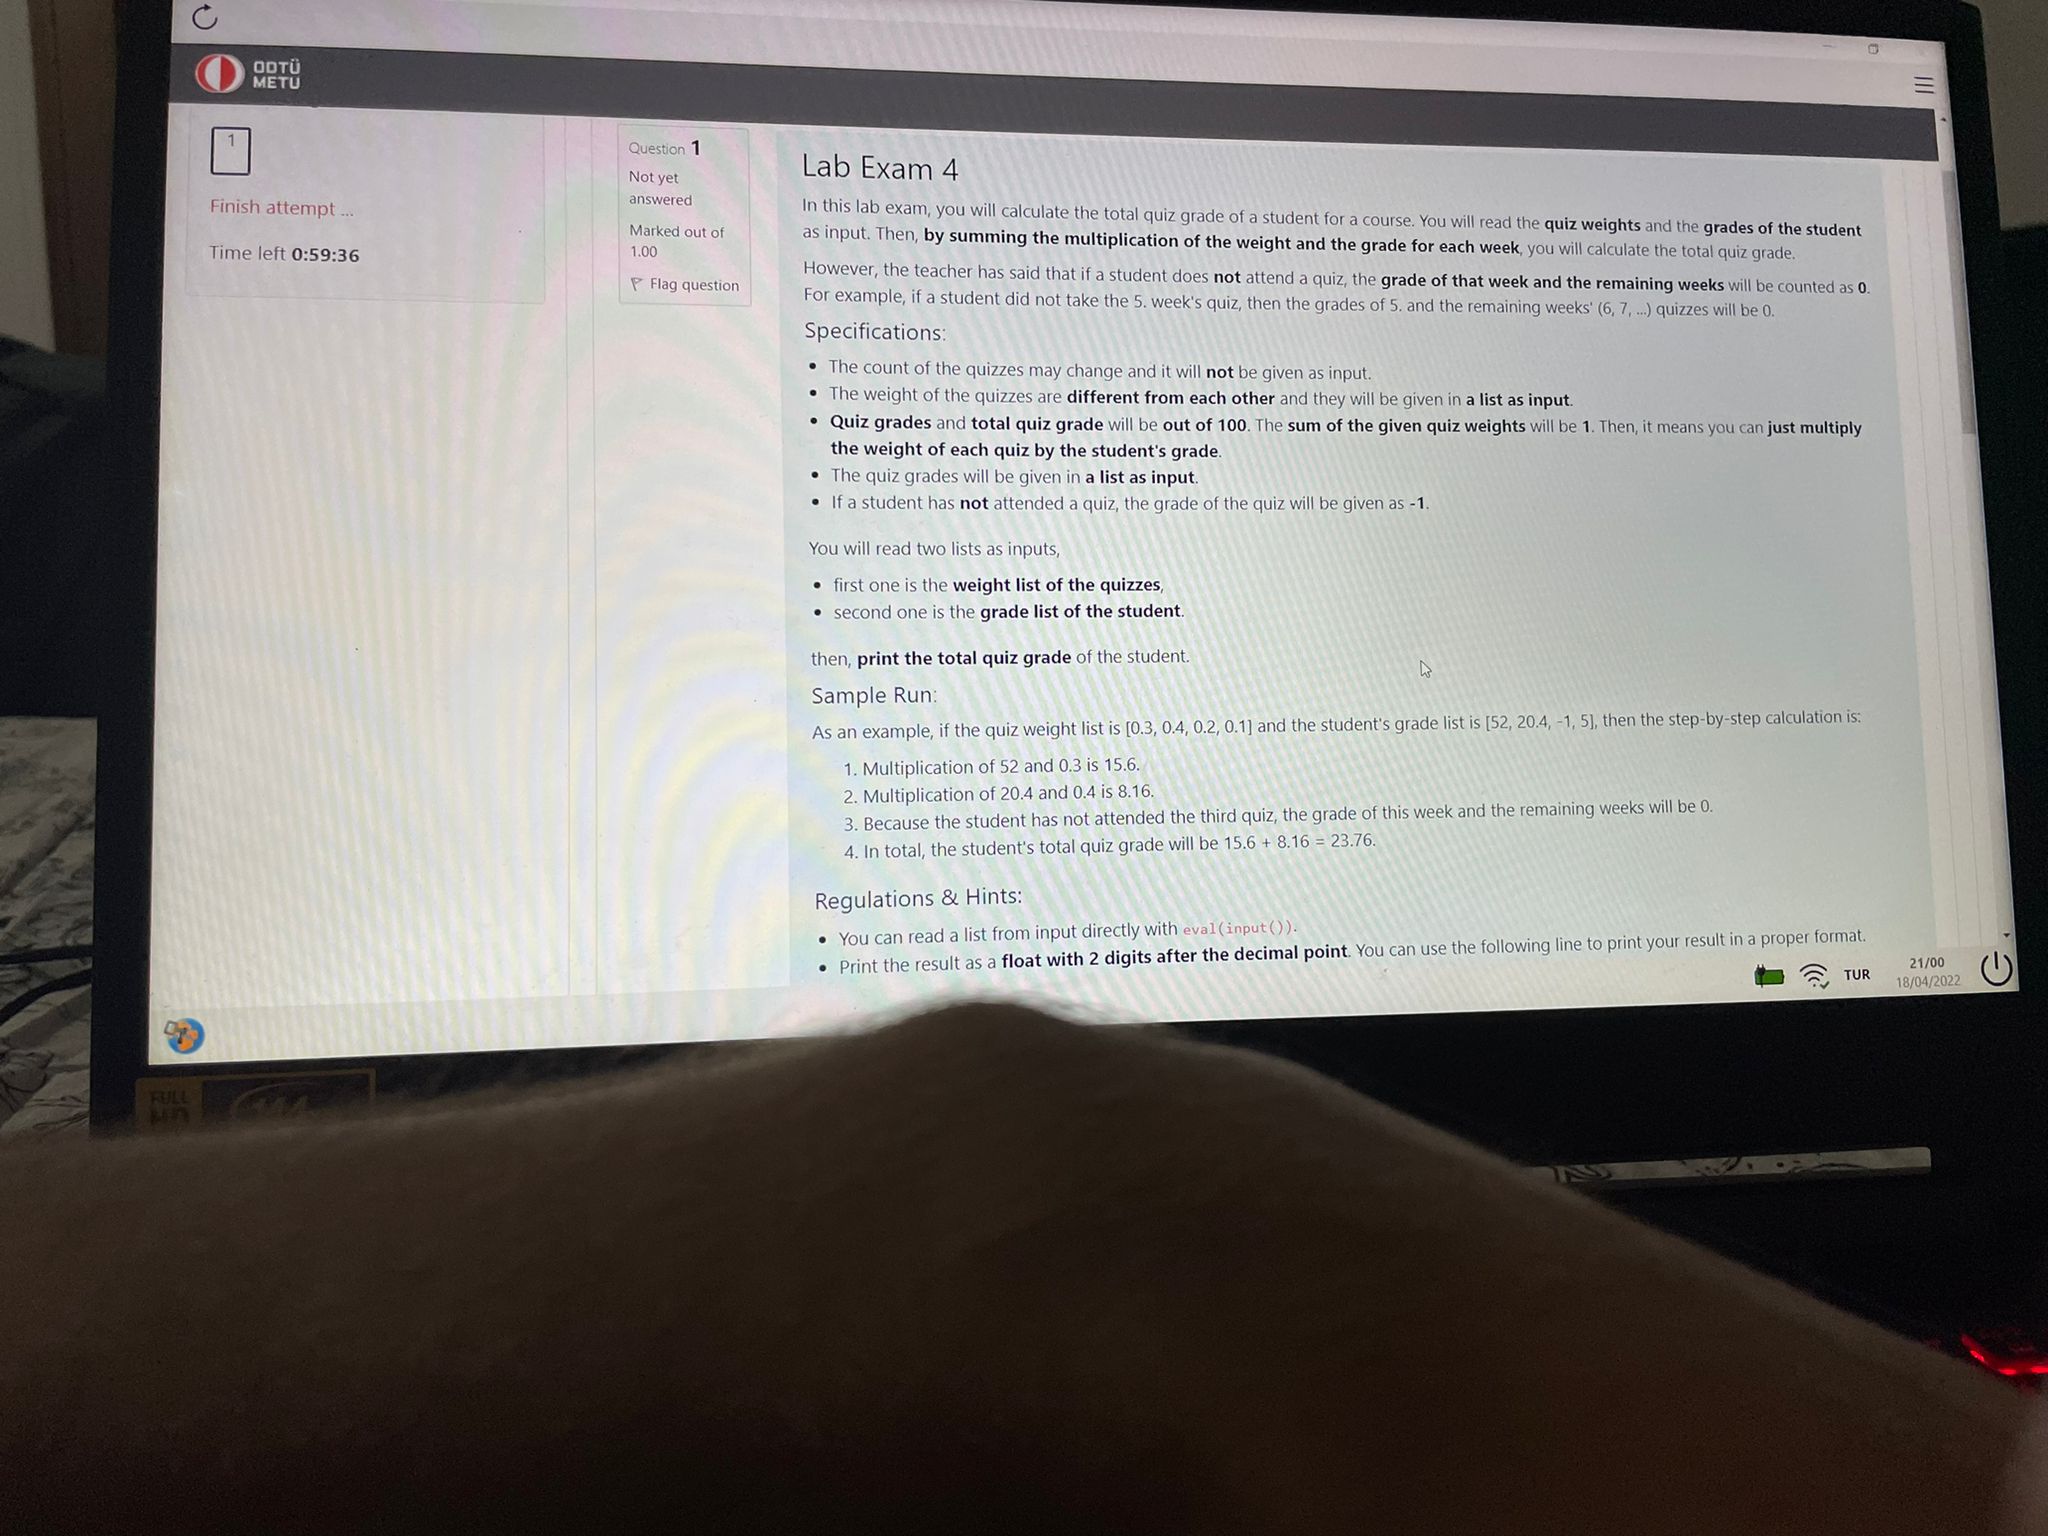 ODTÜ
METU
1
Finish attempt ...
Time left 0:59:36
Question 1
Not yet
answered
Marked out of
1.00
Flag question
Lab Exam 4
In this lab exam, you will calculate the total quiz grade of a student for a course. You will read the quiz weights and the grades of the student
as input. Then, by summing the multiplication of the weight and the grade for each week, you will calculate the total quiz grade.
However, the teacher has said that if a student does not attend a quiz, the grade of that week and the remaining weeks will be counted as 0.
For example, if a student did not take the 5. week's quiz, then the grades of 5. and the remaining weeks' (6, 7, ...) quizzes will be 0.
Specifications:
• The count of the quizzes may change and it will not be given as input.
• The weight of the quizzes are different from each other and they will be given in a list as input.
• Quiz grades and total quiz grade will be out of 100. The sum of the given quiz weights will be 1. Then, it means you can just multiply
the weight of each quiz by the student's grade.
• The quiz grades will be given in a list as input.
• If a student has not attended a quiz, the grade of the quiz will be given as -1.
You will read two lists as inputs,
• first one is the weight list of the quizzes,
• second one is the grade list of the student.
then, print the total quiz grade of the student.
Sample Run:
As an example, if the quiz weight list is [0.3, 0.4, 0.2, 0.1] and the student's grade list is [52, 20.4, -1, 5], then the step-by-step calculation is:
1. Multiplication of 52 and 0.3 is 15.6.
2. Multiplication of 20.4 and 0.4 is 8.16.
3. Because the student has not attended the third quiz, the grade of this week and the remaining weeks will be 0.
4. In total, the student's total quiz grade will be 15.6 + 8.16 = 23.76.
Regulations & Hints:
• You can read a list from input directly with eval(input()).
• Print the result as a float with 2 digits after the decimal point. You can use the following line to print your result in a proper format.
TUR
21/00
18/04/2022
FULL
HD